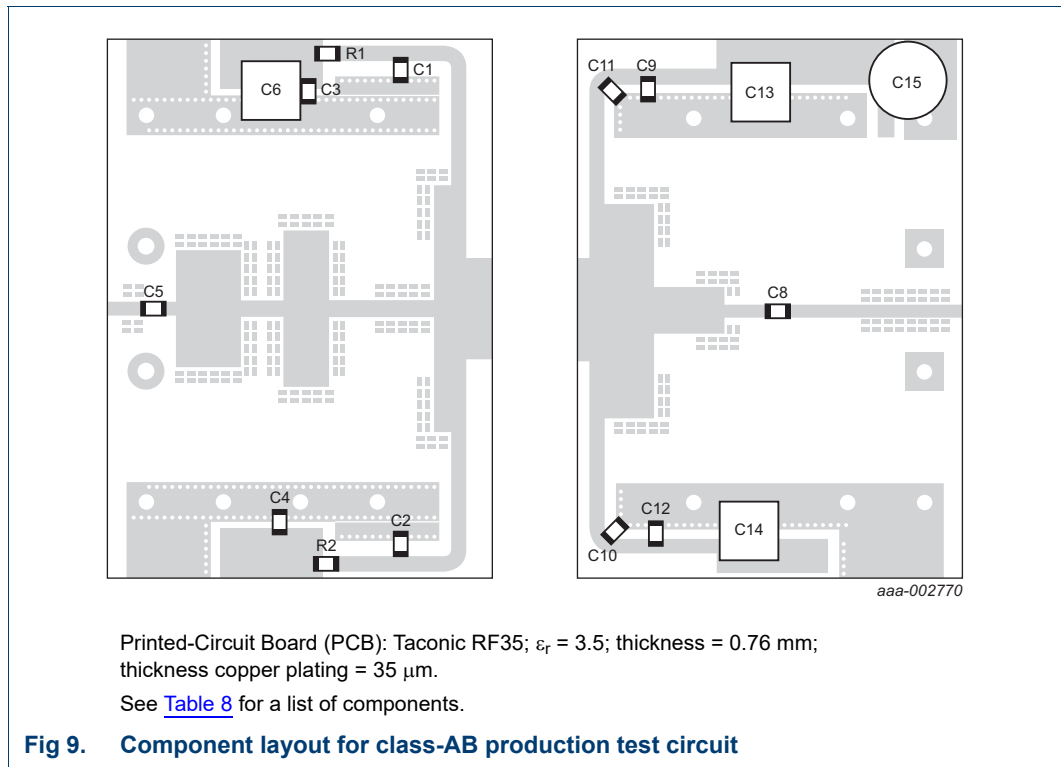 R1
C1
C6
C3
C5
C4
C2
R2
C11
C9
C13
C15
C8
C12
C10
C14
aaa-002770
Printed-Circuit Board (PCB): Taconic RF35; εr = 3.5; thickness = 0.76 mm;
thickness copper plating = 35 μm.
See Table 8 for a list of components.
Fig 9. Component layout for class-AB production test circuit